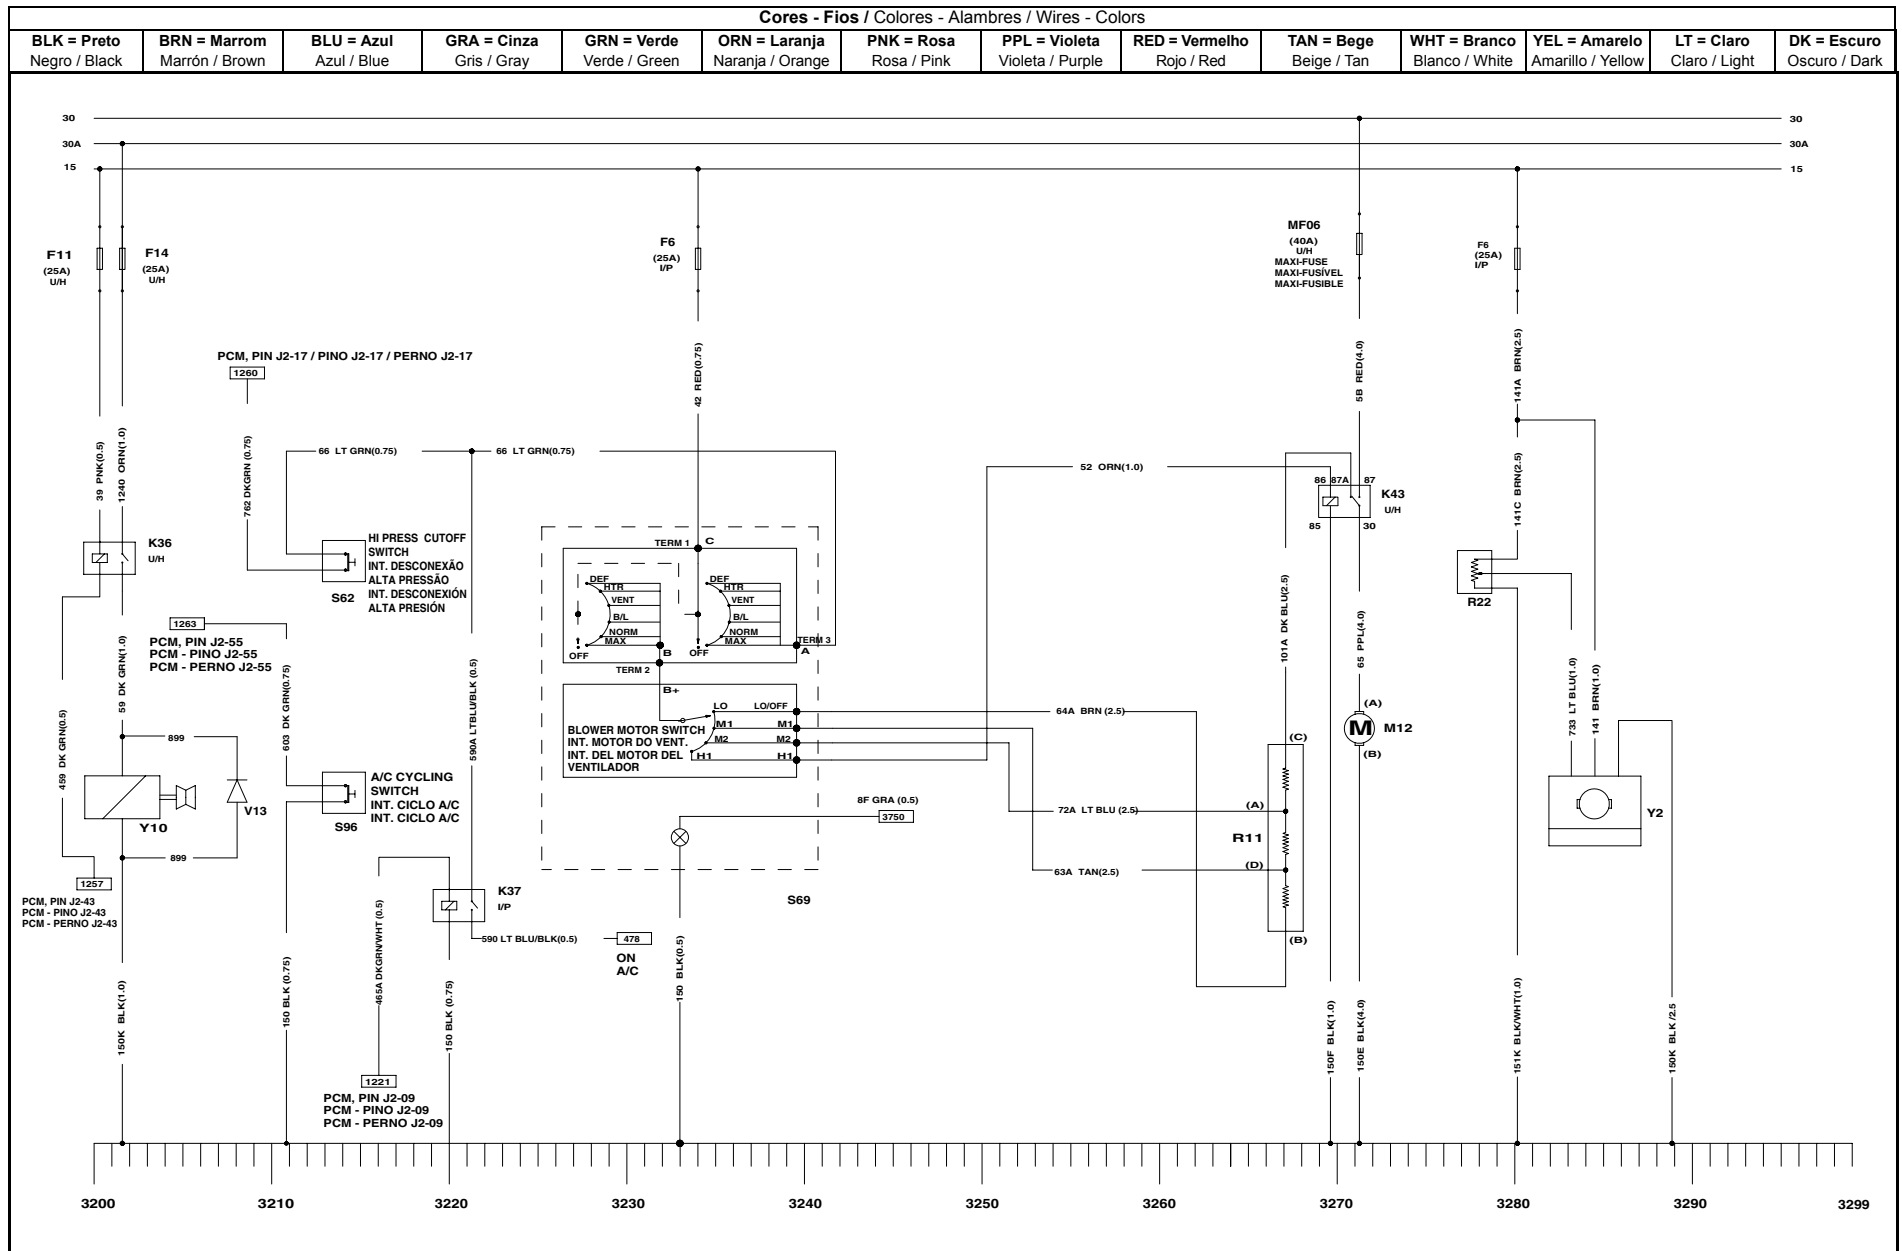 Cores - Fios / Colores - Alambres / Wires - Colors
BLK = Preto
Negro / Black
BRN = Marrom
Marrón / Brown
BLU = Azul
Azul / Blue
GRA = Cinza
Gris / Gray
GRN = Verde
Verde / Green
ORN = Laranja
Naranja / Orange
PNK = Rosa
Rosa / Pink
PPL = Violeta
Violeta / Purple
RED = Vermelho
Rojo / Red
TAN = Bege
Beige / Tan
WHT = Branco
Blanco / White
YEL = Amarelo
Amarillo / Yellow
LT = Claro
Claro / Light
DK = Escuro
Oscuro / Dark
30
30
30A
30A
15
15
F11
(25A)
U/H
F14
(25A)
U/H
F6
(25A)
I/P
MF06
(40A)
U/H
MAXI-FUSE
MAXI-FUSÍVEL
MAXI-FUSIBLE
F6
(25A)
I/P
PCM, PIN J2-17 / PINO J2-17 / PERNO J2-17
1260
39 PNK(0.5)
1240 ORN(1.0)
762 DKGRN (0.75)
42 RED(0.75)
5B RED(4.0)
141A BRN(2.5)
66 LT GRN(0.75)
66 LT GRN(0.75)
52 ORN(1.0)
86 87A 87
K43
U/H
85
30
141C BRN(2.5)
K36
U/H
HI PRESS CUTOFF
SWITCH
INT. DESCONEXÃO
ALTA PRESSÃO
INT. DESCONEXIÓN
ALTA PRESIÓN
S62
TERM 1
C
DEF
HTR
VENT
B/L
NORM
MAX
OFF
DEF
HTR
VENT
B/L
NORM
MAX
OFF
B
TERM 3
A
TERM 2
R22
1263
PCM, PIN J2-55
PCM - PINO J2-55
PCM - PERNO J2-55
459 DK GRN(0.5)
59 DK GRN(1.0)
603 DK GRN(0.75)
590A LTBLU/BLK (0.5)
101A DK BLU(2.5)
65 PPL(4.0)
733 LT BLU(1.0)
141 BRN(1.0)
B+
LO
LO/OFF
M1
M1
M2
M2
H1
H1
BLOWER MOTOR SWITCH
INT. MOTOR DO VENT.
INT. DEL MOTOR DEL
VENTILADOR
64A BRN (2.5)
(A)
M
M12
(B)
(C)
899
A/C CYCLING
SWITCH
INT. CICLO A/C
INT. CICLO A/C
S96
V13
Y10
899
8F GRA (0.5)
3750
72A LT BLU (2.5)
(A)
R11
(D)
63A TAN(2.5)
(B)
Y2
1257
PCM, PIN J2-43
PCM - PINO J2-43
PCM - PERNO J2-43
K37
I/P
S69
590 LT BLU/BLK(0.5)
478
ON
A/C
150K BLK(1.0)
150 BLK (0.75)
465A DKGRN/WHT (0.5)
150 BLK (0.75)
150 BLK(0.5)
150F BLK(1.0)
150E BLK(4.0)
151K BLK/WHT(1.0)
150K BLK /2.5
1221
PCM, PIN J2-09
PCM - PINO J2-09
PCM - PERNO J2-09
3200
3210
3220
3230
3240
3250
3260
3270
3280
3290
3299